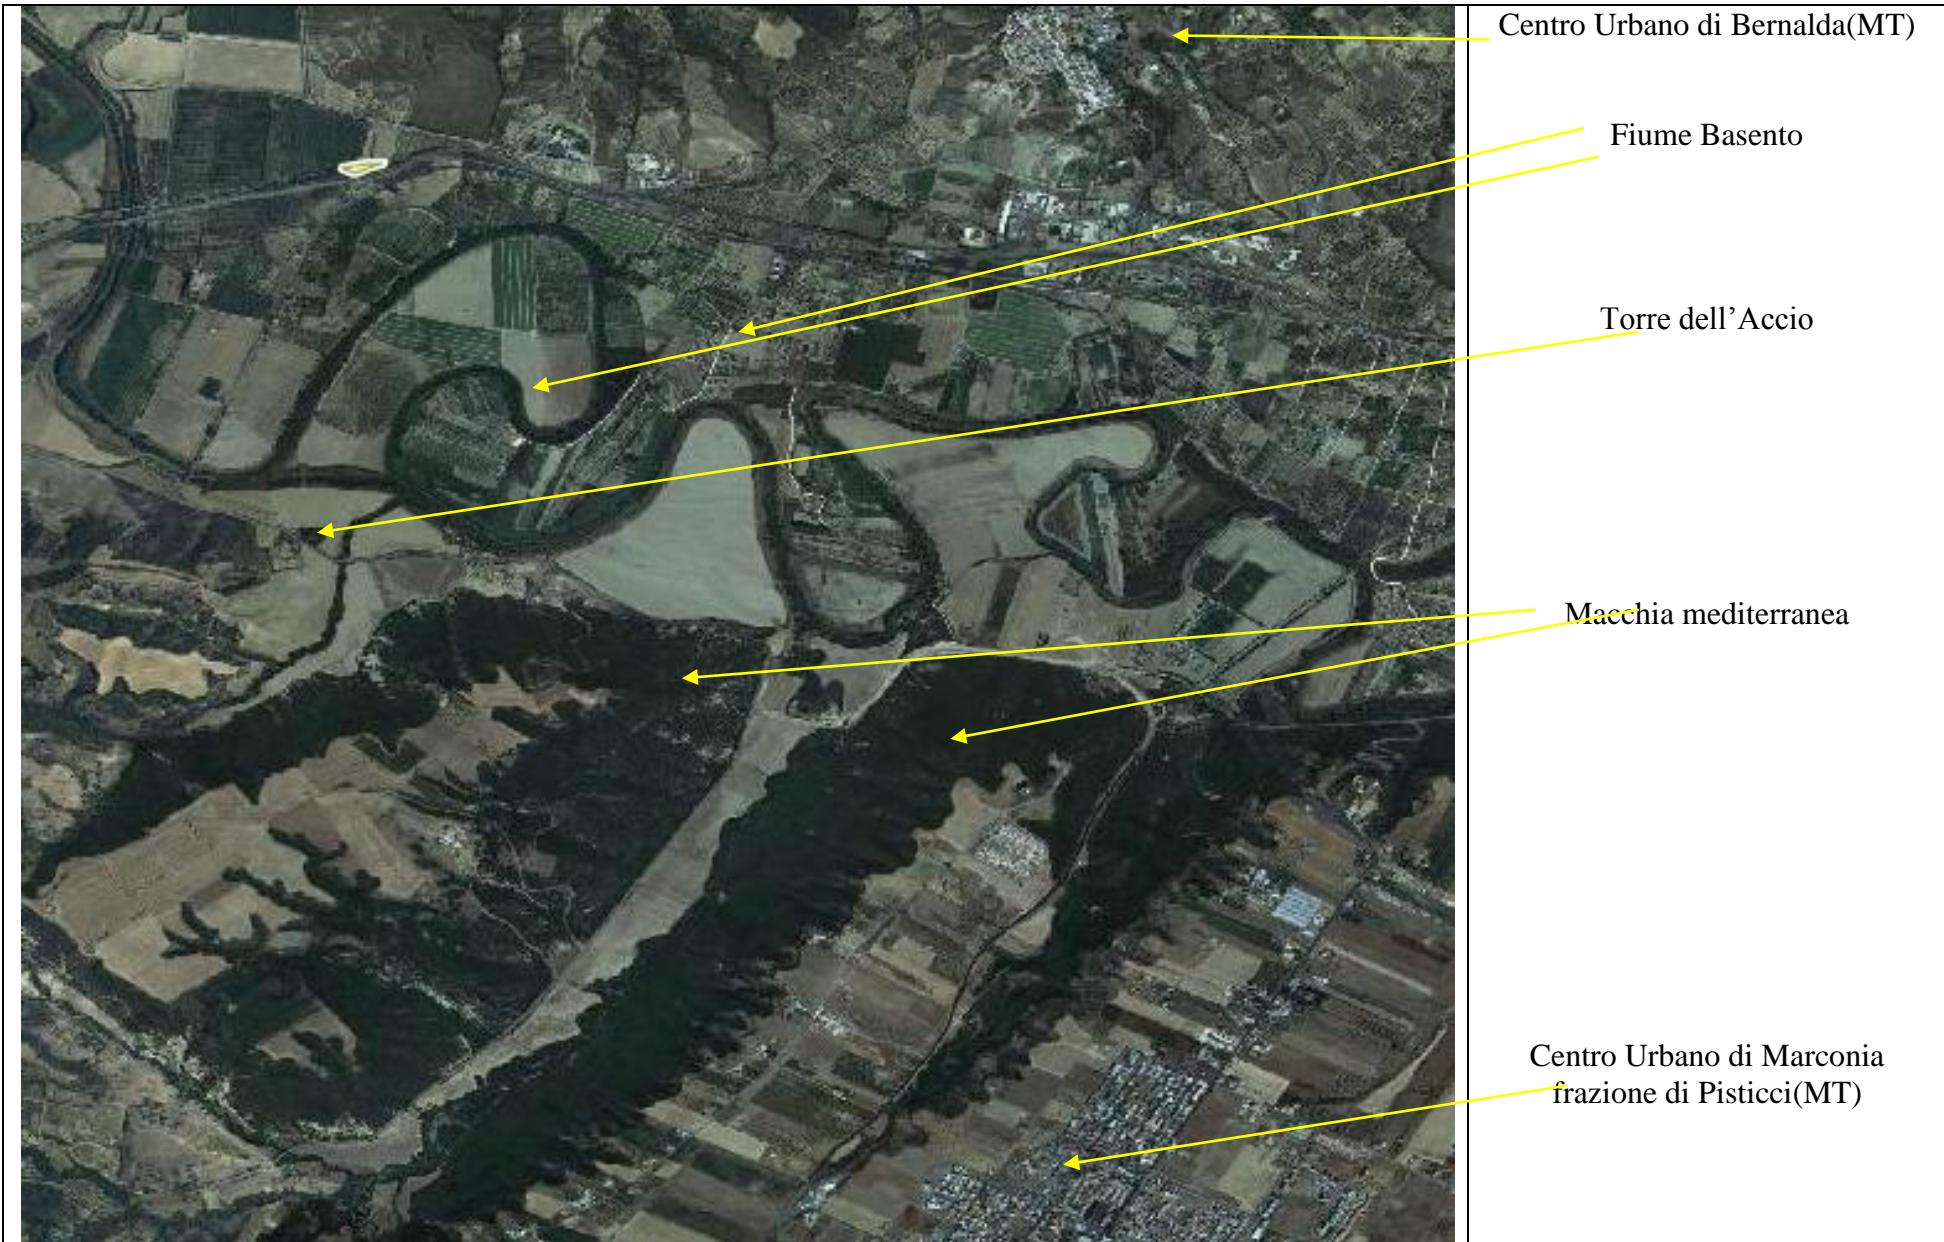 Centro Urbano di Bernalda(MT)
Fiume Basento
Torre dell’Accio
Macchia mediterranea
Centro Urbano di Marconia
frazione di Pisticci(MT)